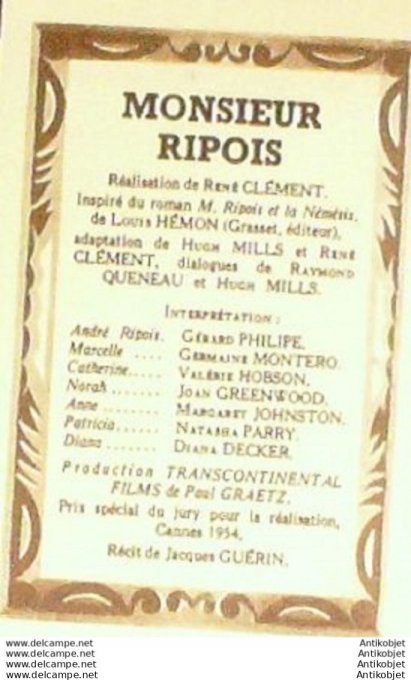 MONSIEUR
RIPOIS
Réalisation de RENÉ CLÉMENT.
Inspiré du roman M. Ripois et la Némésis,
de LOUIS HÉMON (Grasset, éditeur),
adaptation de HUGH MILLS et RENÉ
CLÉMENT, dialogues de RAYMOND
QUENEAU et HUGH MILLS.
INTERPRÉTATION :
André Ripois. GÉRARD PHILIPE.
Marcelle .... GERMAINE MONTERO.
Catherine..... VALÉRIE HOBSON.
Norah ....... JOAN GREENWOOD.
Anne ........ MARGARET JOHNSTON.
Patricia...... NATASHA PARRY.
Diana ....... DIANA DECKER.
Production TRANSCONTINENTAL
FILMS de Paul GRAETZ.
Prix spécial du jury pour la réalisation,
Cannes 1954.
Récit de Jacques GUÉRIN.
www.delcampe.net Antikobjet
www.delcampe.net Antikobjet
www.delcampe.net Antikobjet
www.delcampe.net Antikobjet